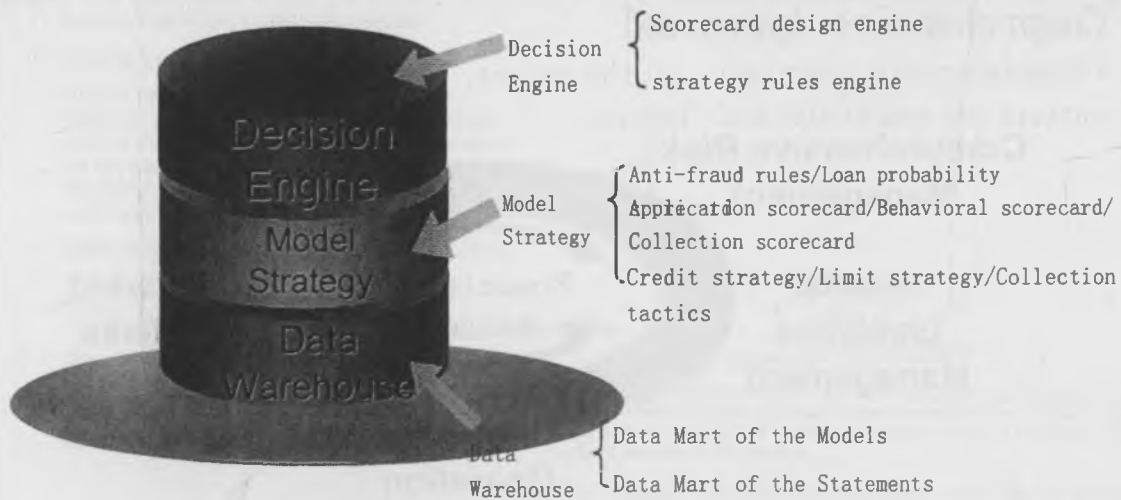 Decision
Engine
Scorecard design engine
strategy rules engine
Decision
Engine
Model
Strategy
Anti-fraud rules/Loan probability
Application scorecard/Behavioral scorecard/
Collection scorecard
Credit strategy/Limit strategy/Collection
tactics
Model
Strategy
Data
Warehouse
Data
Warehouse
Data Mart of the Models
Data Mart of the Statements